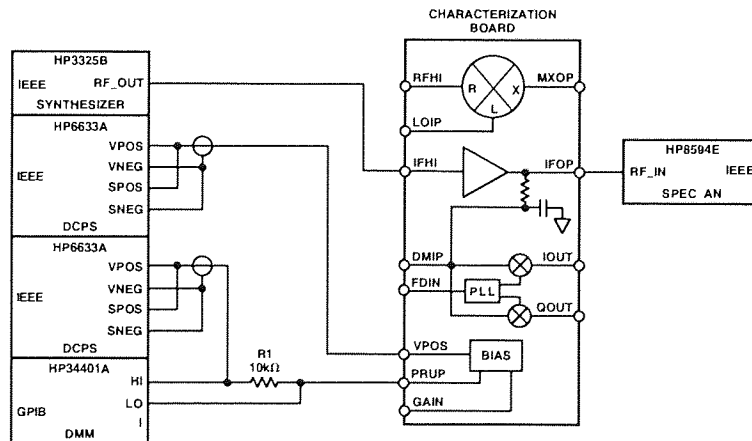 CHARACTERIZATION
BOARD
HP3325B
IEEE RF_OUT
SYNTHESIZER
HP6633A
VPOS
VNEG
IEEE
SPOS
SNEG
DCPS
HP6633A
VPOS
VNEG
IEEE
SPOS
SNEG
DCPS
HP34401A
HI
LO
GPIB
I
DMM
R1
10kΩ
RFHI
R
X
L
MXOP
LOIP
IFHI
IFOP
HP8594E
RF_IN IEEE
SPEC AN
DMIP
IOUT
FDIN
PLL
QOUT
VPOS
BIAS
PRUP
GAIN